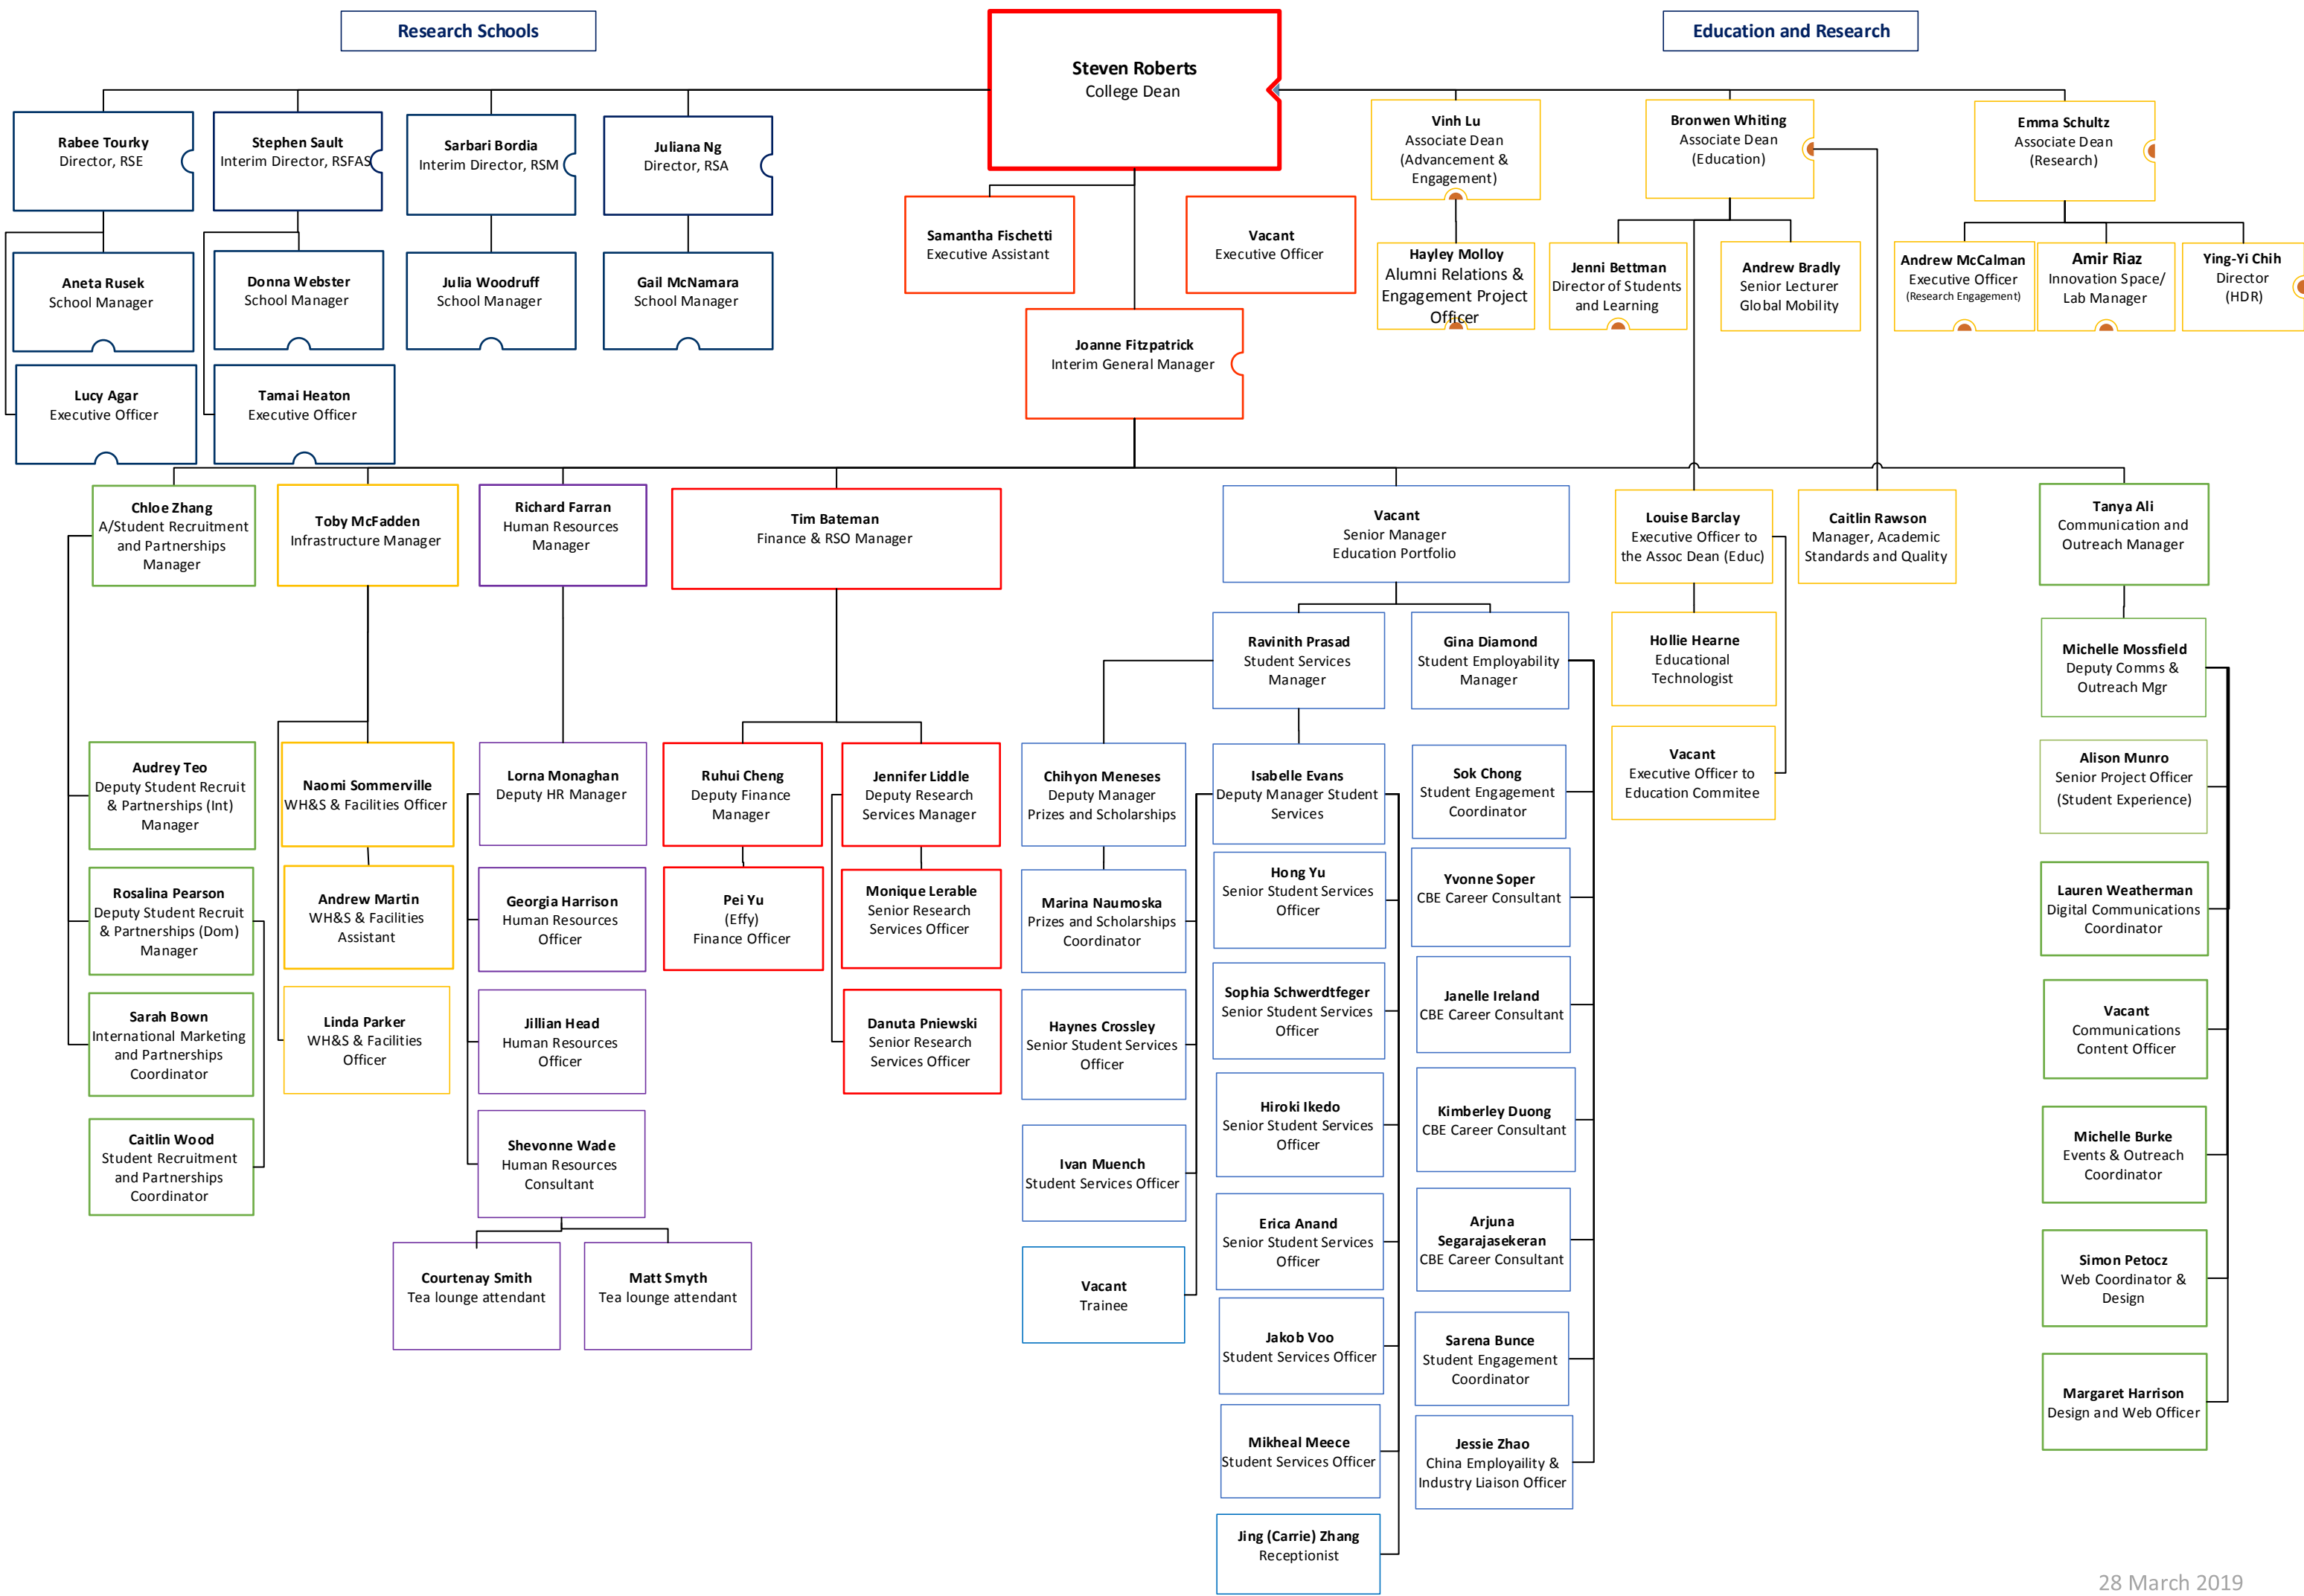 Research Schools
Education and Research
Steven Roberts
College Dean
Rabee Tourky
Director, RSE
Stephen Sault
Interim Director, RSFAS
Sarbari Bordia
Interim Director, RSM
Juliana Ng
Director, RSA
Vinh Lu
Associate Dean
(Advancement &
Engagement)
Bronwen Whiting
Associate Dean
(Education)
Emma Schultz
Associate Dean
(Research)
Samantha Fischetti
Executive Assistant
Vacant
Executive Officer
Aneta Rusek
School Manager
Donna Webster
School Manager
Julia Woodruff
School Manager
Gail McNamara
School Manager
Hayley Molloy
Alumni Relations &
Engagement Project
Officer
Jenni Bettman
Director of Students
and Learning
Andrew Bradly
Senior Lecturer
Global Mobility
Andrew McCalman
Executive Officer
(Research Engagement)
Amir Riaz
Innovation Space/
Lab Manager
Ying-Yi Chih
Director
(HDR)
Joanne Fitzpatrick
Interim General Manager
Lucy Agar
Executive Officer
Tamai Heaton
Executive Officer
Chloe Zhang
A/Student Recruitment
and Partnerships
Manager
Toby McFadden
Infrastructure Manager
Richard Farran
Human Resources
Manager
Tim Bateman
Finance & RSO Manager
Vacant
Senior Manager
Education Portfolio
Louise Barclay
Executive Officer to
the Assoc Dean (Educ)
Caitlin Rawson
Manager, Academic
Standards and Quality
Tanya Ali
Communication and
Outreach Manager
Ravinith Prasad
Student Services
Manager
Gina Diamond
Student Employability
Manager
Hollie Hearne
Educational
Technologist
Michelle Mossfield
Deputy Comms &
Outreach Mgr
Audrey Teo
Deputy Student Recruit
& Partnerships (Int)
Manager
Naomi Sommerville
WH&S & Facilities Officer
Lorna Monaghan
Deputy HR Manager
Ruhui Cheng
Deputy Finance
Manager
Jennifer Liddle
Deputy Research
Services Manager
Chihyon Meneses
Deputy Manager
Prizes and Scholarships
Isabelle Evans
Deputy Manager Student
Services
Sok Chong
Student Engagement
Coordinator
Vacant
Executive Officer to
Education Commitee
Alison Munro
Senior Project Officer
(Student Experience)
Rosalina Pearson
Deputy Student Recruit
& Partnerships (Dom)
Manager
Andrew Martin
WH&S & Facilities
Assistant
Georgia Harrison
Human Resources
Officer
Pei Yu
(Effy)
Finance Officer
Monique Lerable
Senior Research
Services Officer
Marina Naumoska
Prizes and Scholarships
Coordinator
Hong Yu
Senior Student Services
Officer
Yvonne Soper
CBE Career Consultant
Lauren Weatherman
Digital Communications
Coordinator
Sarah Bown
International Marketing
and Partnerships
Coordinator
Linda Parker
WH&S & Facilities
Officer
Jillian Head
Human Resources
Officer
Danuta Pniewski
Senior Research
Services Officer
Haynes Crossley
Senior Student Services
Officer
Sophia Schwerdtfeger
Senior Student Services
Officer
Janelle Ireland
CBE Career Consultant
Vacant
Communications
Content Officer
Caitlin Wood
Student Recruitment
and Partnerships
Coordinator
Shevonne Wade
Human Resources
Consultant
Ivan Muench
Student Services Officer
Hiroki Ikedo
Senior Student Services
Officer
Kimberley Duong
CBE Career Consultant
Michelle Burke
Events & Outreach
Coordinator
Courtenay Smith
Tea lounge attendant
Matt Smyth
Tea lounge attendant
Vacant
Trainee
Erica Anand
Senior Student Services
Officer
Arjuna
Segarajasekeran
CBE Career Consultant
Simon Petocz
Web Coordinator &
Design
Jakob Voo
Student Services Officer
Sarena Bunce
Student Engagement
Coordinator
Margaret Harrison
Design and Web Officer
Mikheal Meece
Student Services Officer
Jessie Zhao
China Employaility &
Industry Liaison Officer
Jing (Carrie) Zhang
Receptionist
28 March 2019